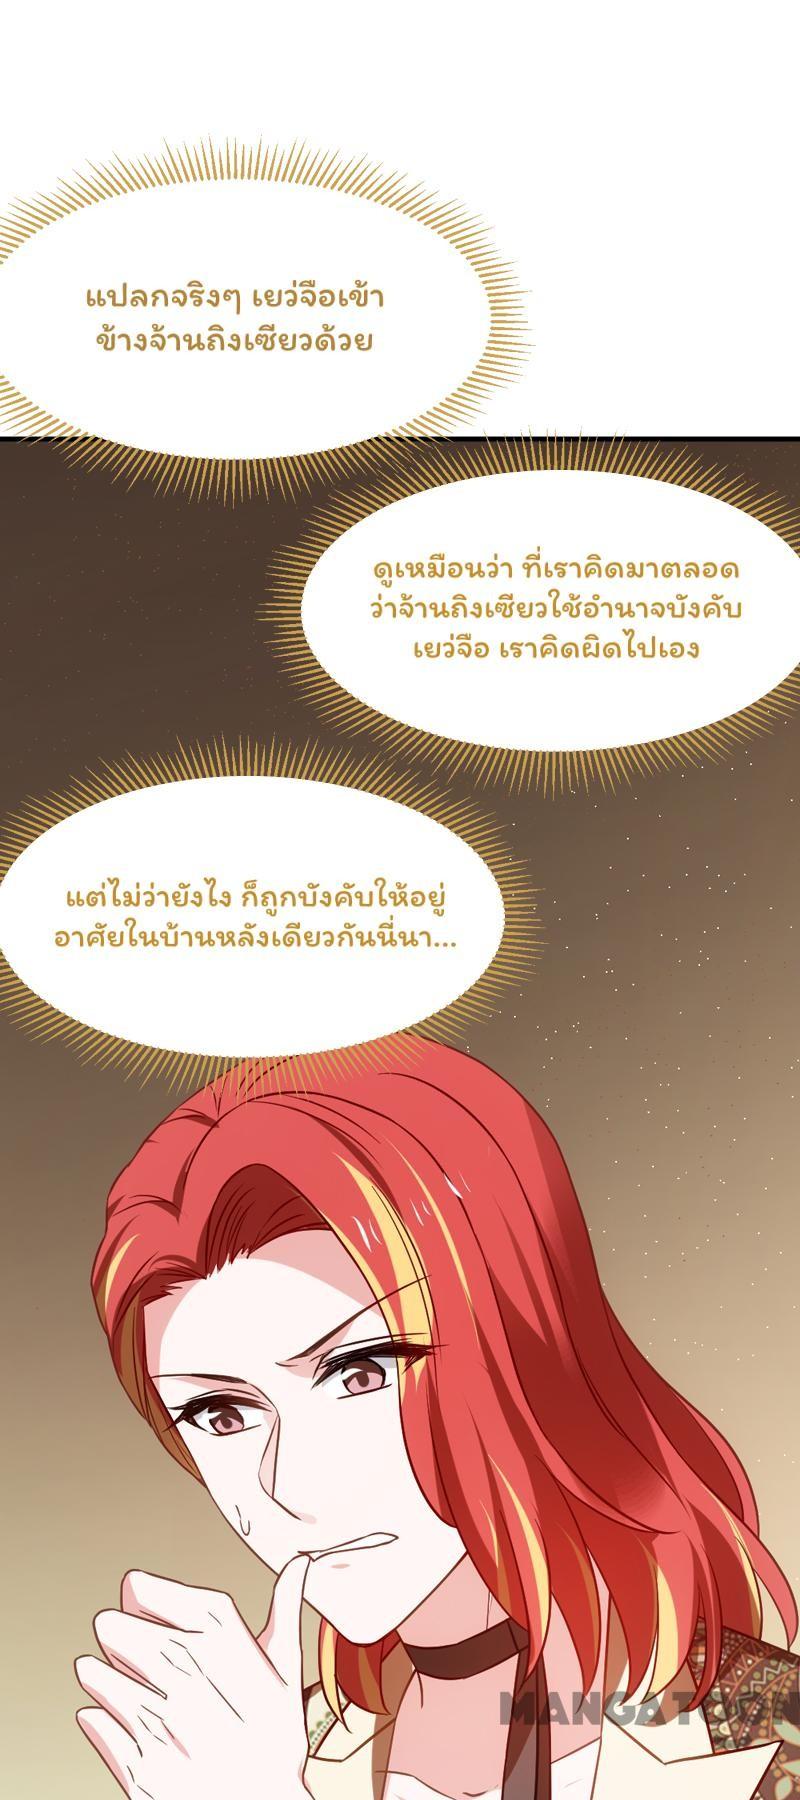 แปลกจริงๆ เยว่จือเข้า
ข้างจ้านถิงเซียวด้วย
ดูเหมือนว่า ที่เราคิดมาตลอด
ว่าจ้านถิงเซียวใช้อำนาจบังคับ
เยว่จือ เราคิดผิดไปเอง
แต่ไม่ว่ายังไง ก็ถูกบังคับให้อยู่
อาศัยในบ้านหลังเดียวกันนี่นา...
MANGATOON